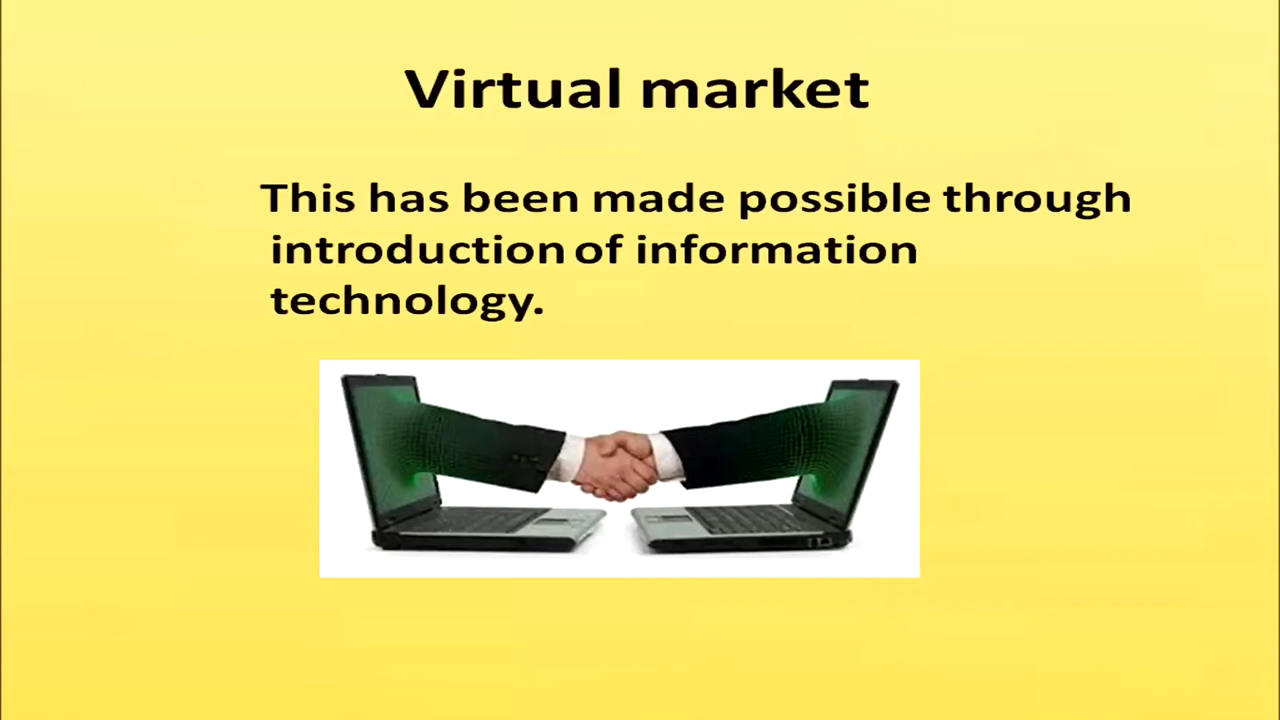 Virtual market
This has been made possible through
introduction of information
technology.